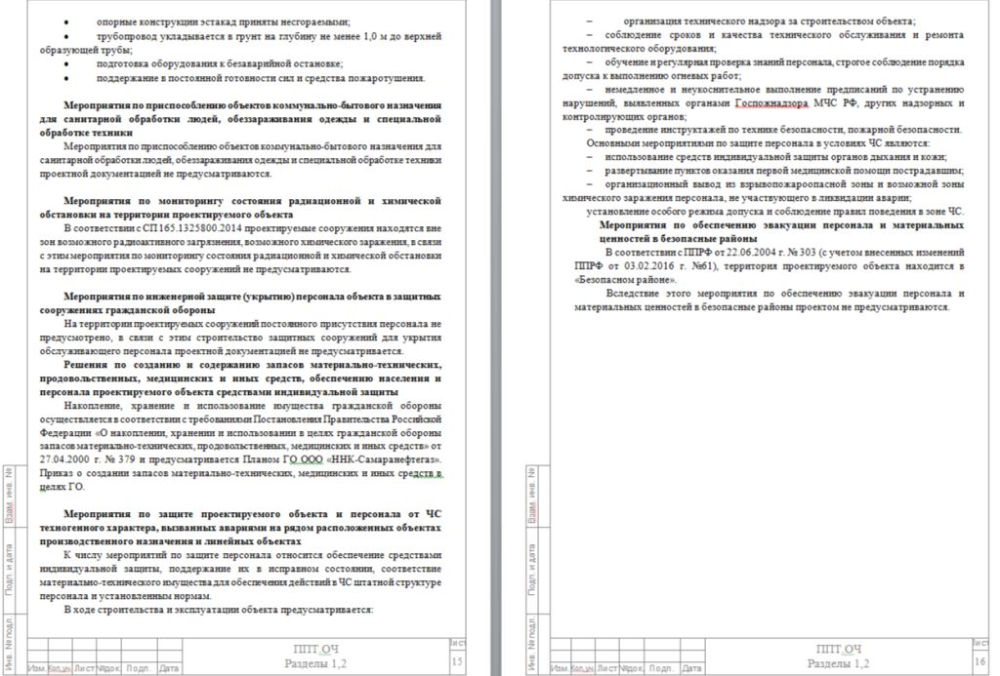 • опорные конструкции эстакад приняты несгораемыми;
• трубопровод укладывается в грунт на глубину не менее 1,0 м до верхней
образующей трубы;
• подготовка оборудования к безаварийной остановке;
• поддержание в постоянной готовности сил и средства пожаротушения.
Мероприятия по приспособлению объектов коммунально-бытового назначения
для санитарной обработки людей, обеззараживания одежды и специальной
обработке техники
Мероприятия по приспособлению объектов коммунально-бытового назначения для
санитарной обработки людей, обеззараживания одежды и специальной обработке техники
проектной документацией не предусматриваются.
Мероприятия по мониторингу состояния радиационной и химической
обстановки на территории проектируемого объекта
В соответствии с СП 165.1325800.2014 проектируемые сооружения находятся вне
зон возможного радиоактивного загрязнения, возможного химического заражения, в связи
с этим мероприятия по мониторингу состояния радиационной и химической обстановки
на территории проектируемых сооружений не предусматриваются.
Мероприятия по инженерной защите (укрытию) персонала объекта в защитных
сооружениях гражданской обороны
На территории проектируемых сооружений постоянного присутствия персонала не
предусмотрено, в связи с этим строительство защитных сооружений для укрытия
обслуживающего персонала проектной документацией не предусматривается.
Решения по созданию и содержанию запасов материально-технических,
продовольственных, медицинских и иных средств, обеспечению населения и
персонала проектируемого объекта средствами индивидуальной защиты
Накопление, хранение и использование имущества гражданской обороны
осуществляется в соответствии с требованиями Постановления Правительства Российской
Федерации «О накоплении, хранении и использовании в целях гражданской обороны
запасов материально-технических, продовольственных, медицинских и иных средств» от
27.04.2000 г. № 379 и предусматривается Планом ГО ООО «ННК-Самаранефтегаз».
Приказ о создании запасов материально-технических, медицинских и иных средств в
целях ГО.
Мероприятия по защите проектируемого объекта и персонала от ЧС
техногенного характера, вызванных авариями на рядом расположенных объектах
производственного назначения и линейных объектах
К числу мероприятий по защите персонала относится обеспечение средствами
индивидуальной защиты, поддержание их в исправном состоянии, соответствие
материально-технического имущества для обеспечения действий в ЧС штатной структуре
персонала и установленным нормам.
В ходе строительства и эксплуатации объекта предусматривается:
Взам. инв. №
Подп. и дата
Инв. № подл.
Изм. Кол.уч. Лист №док. Подп. Дата
ППТ.ОЧ
Разделы 1,2
Лист
15
– организация технического надзора за строительством объекта;
– соблюдение сроков и качества технического обслуживания и ремонта
технологического оборудования;
– обучение и регулярная проверка знаний персонала, строгое соблюдение порядка
допуска к выполнению огневых работ;
– немедленное и неукоснительное выполнение предписаний по устранению
нарушений, выявленных органами Госпожнадзора МЧС РФ, других надзорных и
контролирующих органов;
– проведение инструктажей по технике безопасности, пожарной безопасности.
Основными мероприятиями по защите персонала в условиях ЧС являются:
– использование средств индивидуальной защиты органов дыхания и кожи;
– развертывание пунктов оказания первой медицинской помощи пострадавшим;
– организационный вывод из взрывопожароопасной зоны и возможной зоны
химического заражения персонала, не участвующего в ликвидации аварии;
установление особого режима допуска и соблюдение правил поведения в зоне ЧС.
Мероприятия по обеспечению эвакуации персонала и материальных
ценностей в безопасные районы
В соответствии с ППРФ от 22.06.2004 г. № 303 (с учетом внесенных изменений
ППРФ от 03.02.2016 г. №61), территория проектируемого объекта находится в
«Безопасном районе».
Вследствие этого мероприятия по обеспечению эвакуации персонала и
материальных ценностей в безопасные районы проектом не предусматриваются.
Взам. инв. №
Подп. и дата
Инв. № подл.
Изм. Кол.уч. Лист №док. Подп. Дата
ППТ.ОЧ
Разделы 1,2
Лист
16